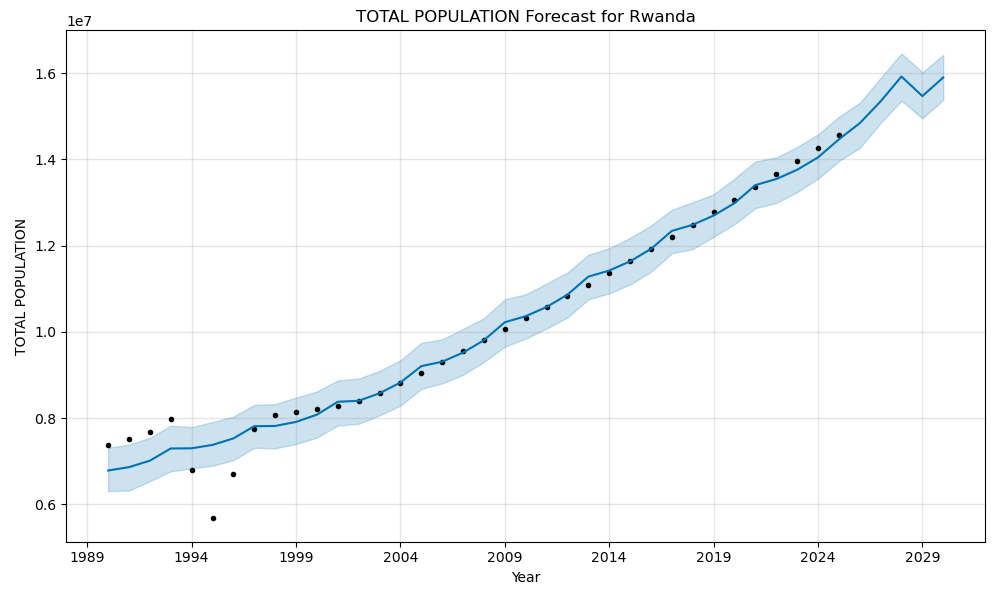 TOTAL POPULATION Forecast for Rwanda
1e7
1.6
1.4
1.2
1.0
0.8
0.6
TOTAL POPULATION
1989 1994 1999 2004 2009 2014 2019 2024 2029
Year